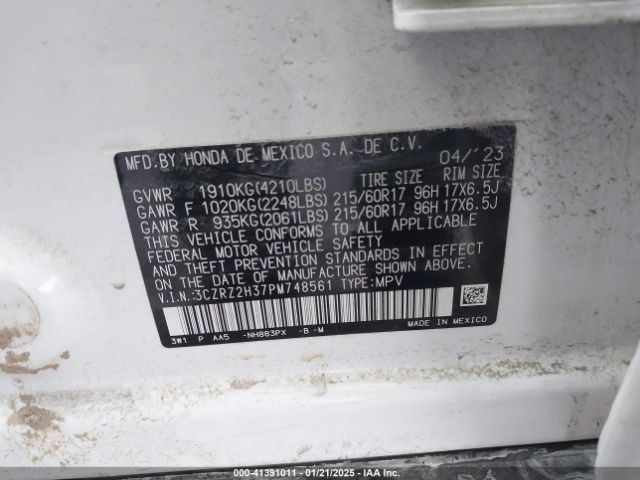 MFD.BY HONDA DE MEXICO S.A. DE C.V. 04/'23
TIRE SIZE RIM SIZE
GVWR 1910KG(4210LBS)
GAWR F 1020KG(2248LBS) 215/60R17 96H 17X6.5J
GAWR R 935KG(2061LBS) 215/60R17 96H 17X6.5J
THIS VEHICLE CONFORMS TO ALL APPLICABLE
FEDERAL MOTOR VEHICLE SAFETY
AND THEFT PREVENTION STANDARDS IN EFFECT
ON THE DATE OF MANUFACTURE SHOWN ABOVE.
V.I.N.:3CZRZ2H37PM748561 TYPE:MPV
3W1 P AA5 -NH883PX -B -M
MADE IN MEXICO
000-41391011 — 01/21/2025 — IAAI.COM